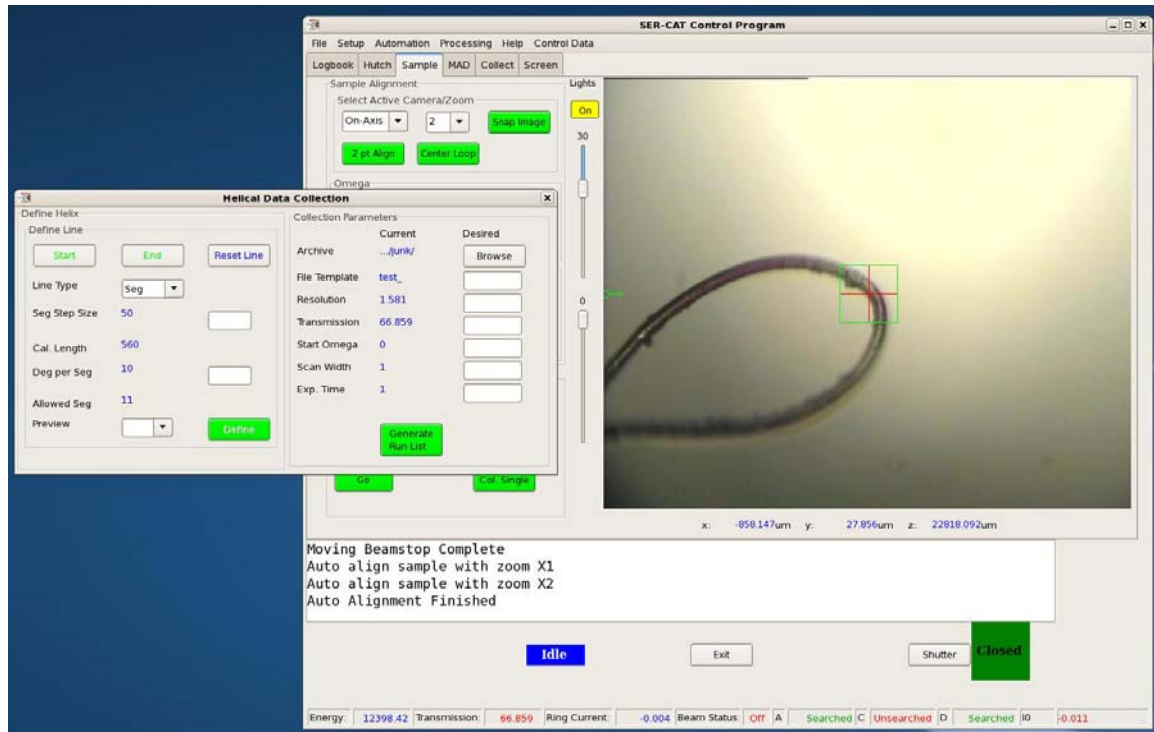 SER-CAT Control Program
File Setup Automation Processing Help Control Data
Logbook Hutch Sample MAD Collect Screen
Sample Alignment
Lights
Select Active Camera/Zoom
On
On-Axis 2 Snap Image
30
2 pt Align Center Loop
Omega
Helical Data Collection
Define Helix
Collection Parameters
Define Line
Current Desired
Start End Reset Line
Archive .../junk/ Browse
Line Type Seg
File Template test_
Seg Step Size 50
Resolution 1.581
0
Transmission 66.859
Cal. Length 560
Start Omega 0
Deg per Seg 10
Scan Width 1
Allowed Seg 11
Exp. Time 1
Preview
Define
Generate
Run List
Go Col. Single
x: -858.147um y: 27.856um z: 22818.092um
Moving Beamstop Complete
Auto align sample with zoom X1
Auto align sample with zoom X2
Auto Alignment Finished
Idle Exit Shutter Closed
Energy: 12398.42 Transmission: 66.859 Ring Current: -0.004 Beam Status: Off A Searched C Unsearched D Searched I0 -0.011